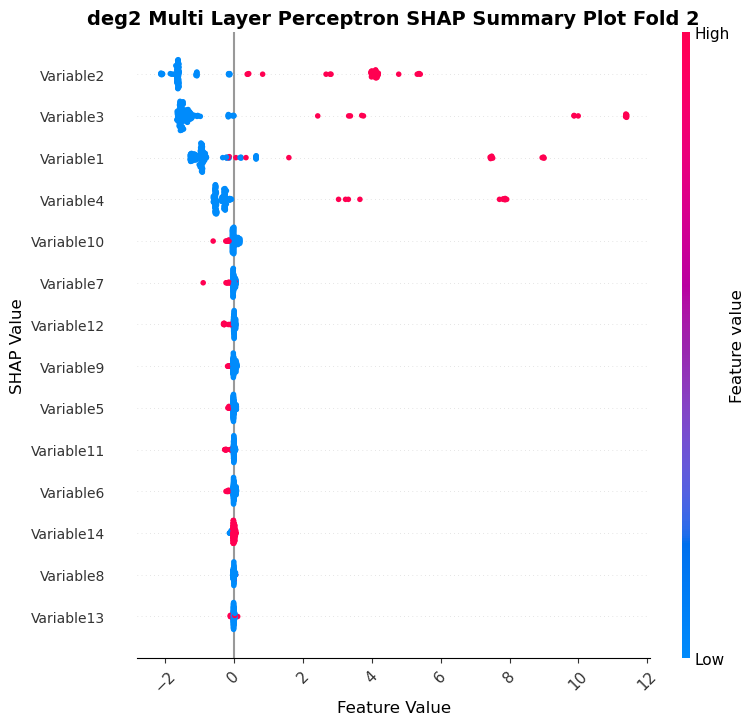 deg2 Multi Layer Perceptron SHAP Summary Plot Fold 2
High
Variable2
Variable3
Variable1
Variable4
Variable10
Variable7
Variable12
Variable9
Variable5
Variable11
Variable6
Variable14
Variable8
Variable13
SHAP Value
Feature value
Low
−2
0
2
4
6
8
10
12
Feature Value